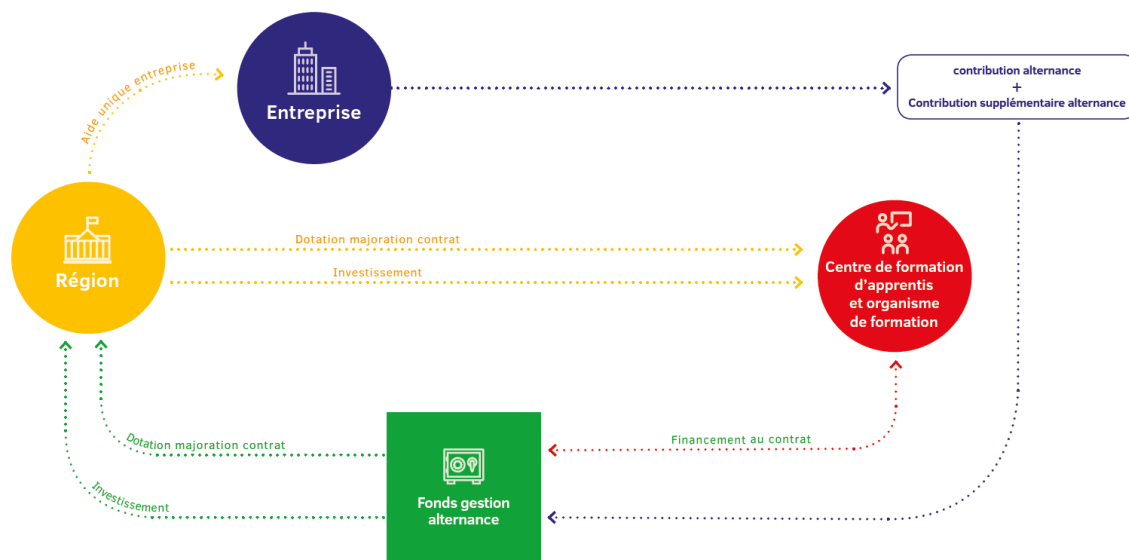 Aide unique entreprise
Entreprise
contribution alternance
+
Contribution supplémentaire alternance
Région
Dotation majoration contrat
Investissement
Centre de formation
d'apprentis
et organisme
de formation
Dotation majoration contrat
Investissement
Financement au contrat
Fonds gestion
alternance